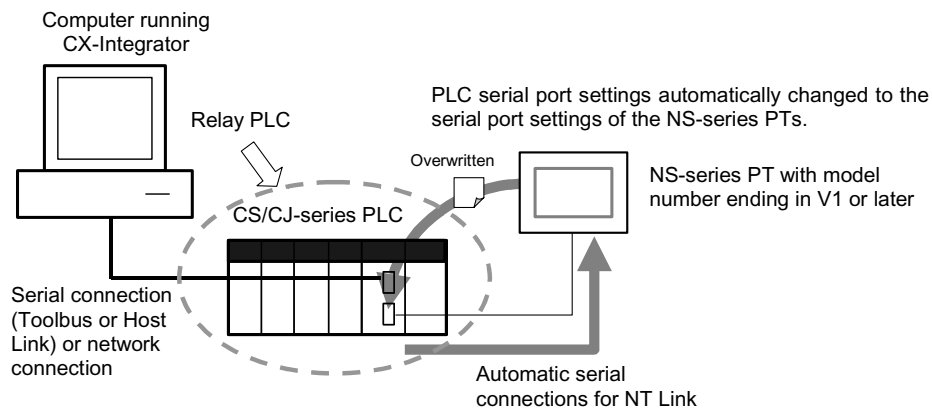 Computer running
CX-Integrator
PLC serial port settings automatically changed to the
serial port settings of the NS-series PTs.
Relay PLC
Overwritten
NS-series PT with model
number ending in V1 or later
CS/CJ-series PLC
Serial connection
(Toolbus or Host
Link) or network
connection
Automatic serial
connections for NT Link